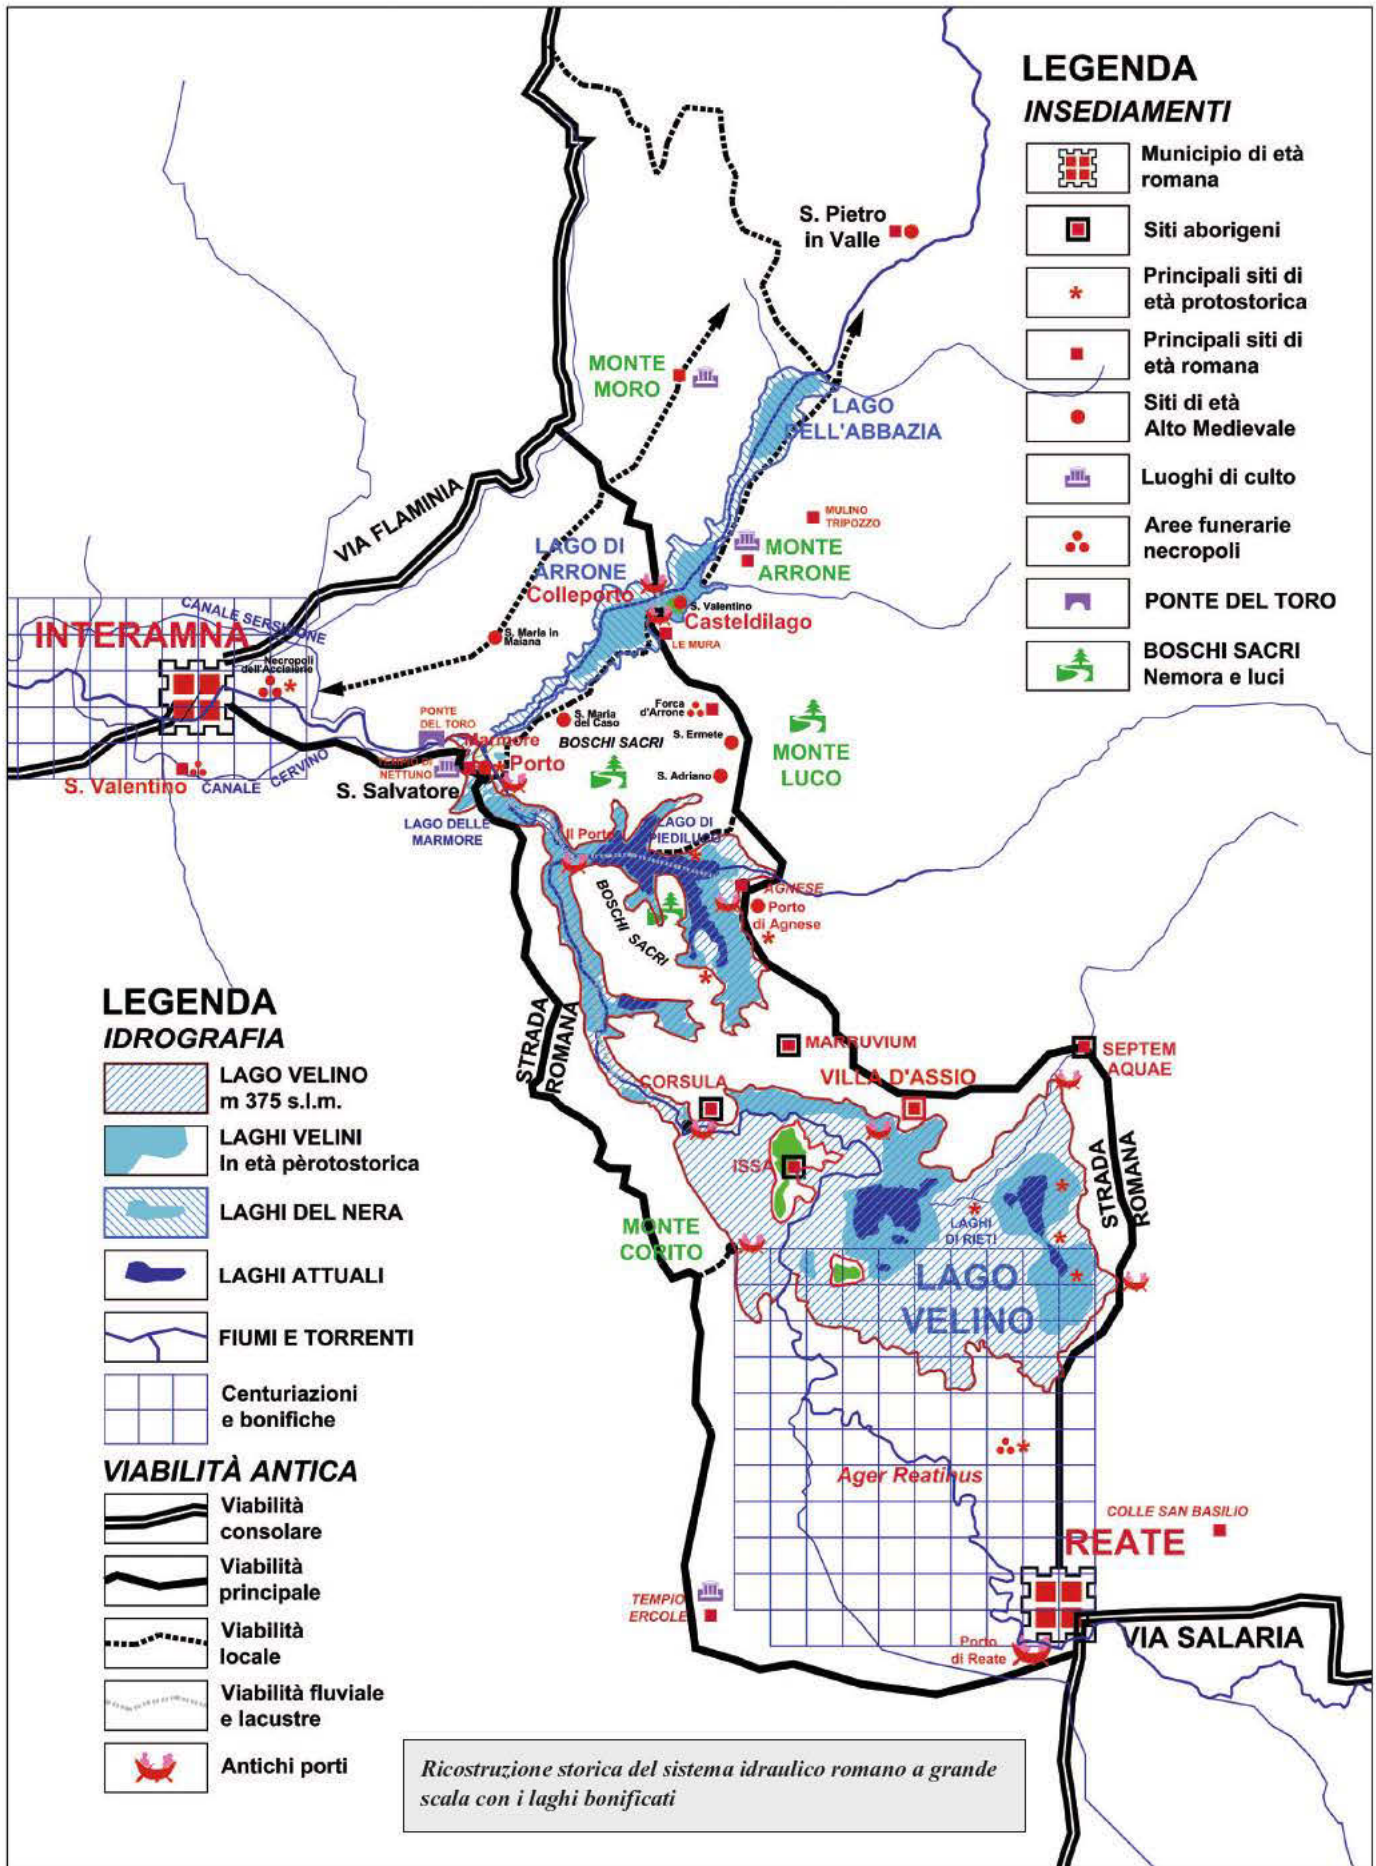 LEGENDA
INSEDIAMENTI
Municipio di età
romana
Siti aborigeni
Principali siti di
età protostorica
Principali siti di
età romana
Siti di età
Alto Medievale
Luoghi di culto
Aree funerarie
necropoli
PONTE DEL TORO
BOSCHI SACRI
Nemora e luci
S. Pietro
in Valle
MONTE
MORO
LAGO
DELL'ABBAZIA
VIA FLAMINIA
MULINO
TRIPOZZO
LAGO DI
ARRONE
MONTE
ARRONE
Colleporto
S. Valentino
Casteldilago
LE MURA
CANALE SERSIMONE
INTERAMNA
Necropoli
dell'Acciaierie
S. Maria in
Maiana
PONTE
DEL TORO
S. Maria
del Caso
Forca
d'Arrone
S. Ermete
BOSCHI SACRI
MONTE
LUCO
Marmore
Porto
TEMPIO DI
NETTUNO
S. Adriano
S. Valentino
CANALE CERVINO
S. Salvatore
LAGO DELLE
MARMORE
Il Porto
LAGO DI
PIEDILUCO
BOSCHI SACRI
AGNESE
Porto
di Agnese
STRADA
ROMANA
MARRUVIUM
SEPTEM
AQUAE
CORSULA
VILLA D'ASSIO
ISSA
STRADA
ROMANA
MONTE
CORITO
LAGHI
DI RIETI
LAGO
VELINO
Ager Reatinus
COLLE SAN BASILIO
REATE
TEMPIO
ERCOLE
Porto
di Reate
VIA SALARIA
LEGENDA
IDROGRAFIA
LAGO VELINO
m 375 s.l.m.
LAGHI VELINI
In età pèrotostorica
LAGHI DEL NERA
LAGHI ATTUALI
FIUMI E TORRENTI
Centuriazioni
e bonifiche
VIABILITÀ ANTICA
Viabilità
consolare
Viabilità
principale
Viabilità
locale
Viabilità fluviale
e lacustre
Antichi porti
Ricostruzione storica del sistema idraulico romano a grande
scala con i laghi bonificati